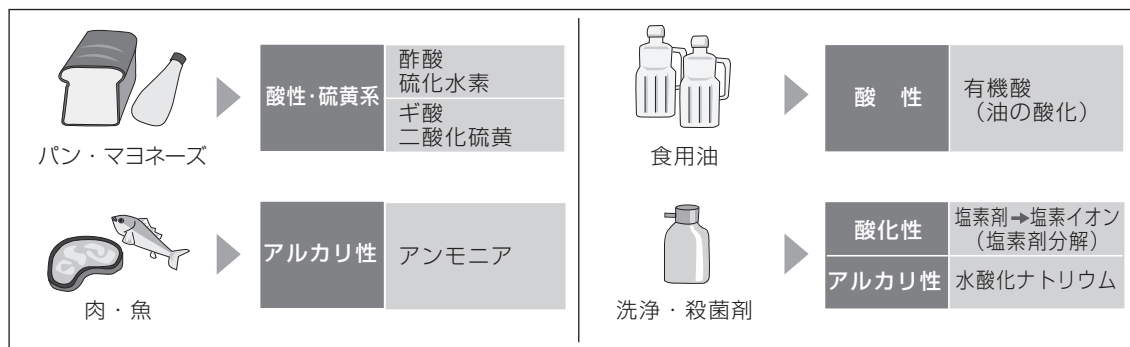 パン・マヨネーズ
酸性・硫黄系
酢酸
硫化水素
ギ酸
二酸化硫黄
肉・魚
アルカリ性
アンモニア
食用油
酸　性
有機酸
（油の酸化）
洗浄・殺菌剤
酸化性
塩素剤➡塩素イオン
（塩素剤分解）
アルカリ性
水酸化ナトリウム